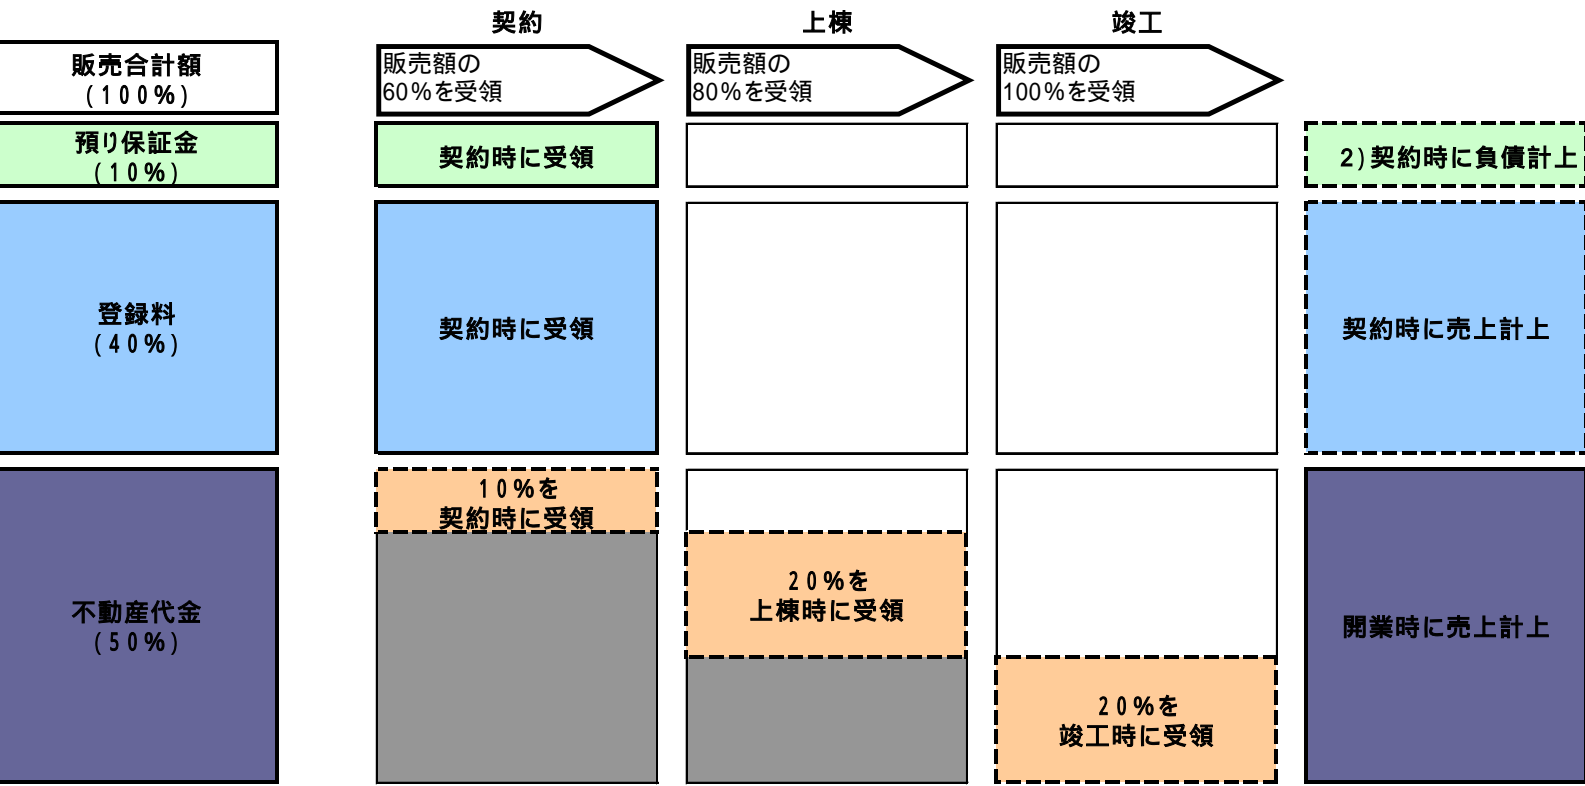 契約
上棟
竣工
販売合計額
(100%)
販売額の
60%を受領
販売額の
80%を受領
販売額の
100%を受領
預り保証金
(10%)
契約時に受領
2)契約時に負債計上
登録料
(40%)
契約時に受領
契約時に売上計上
不動産代金
(50%)
10%を
契約時に受領
20%を
上棟時に受領
20%を
竣工時に受領
開業時に売上計上